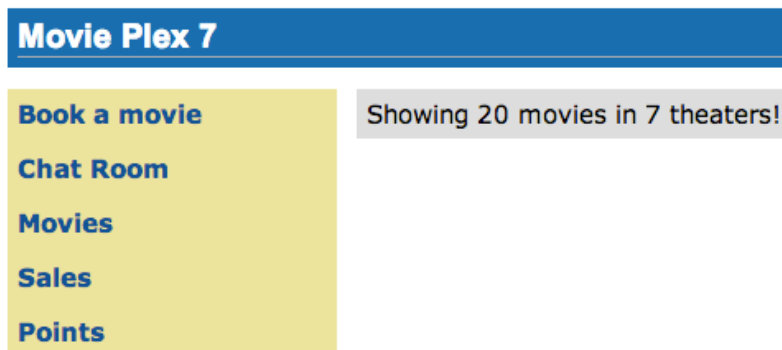 Movie Plex 7
Book a movie
Chat Room
Movies
Sales
Points
Showing 20 movies in 7 theaters!